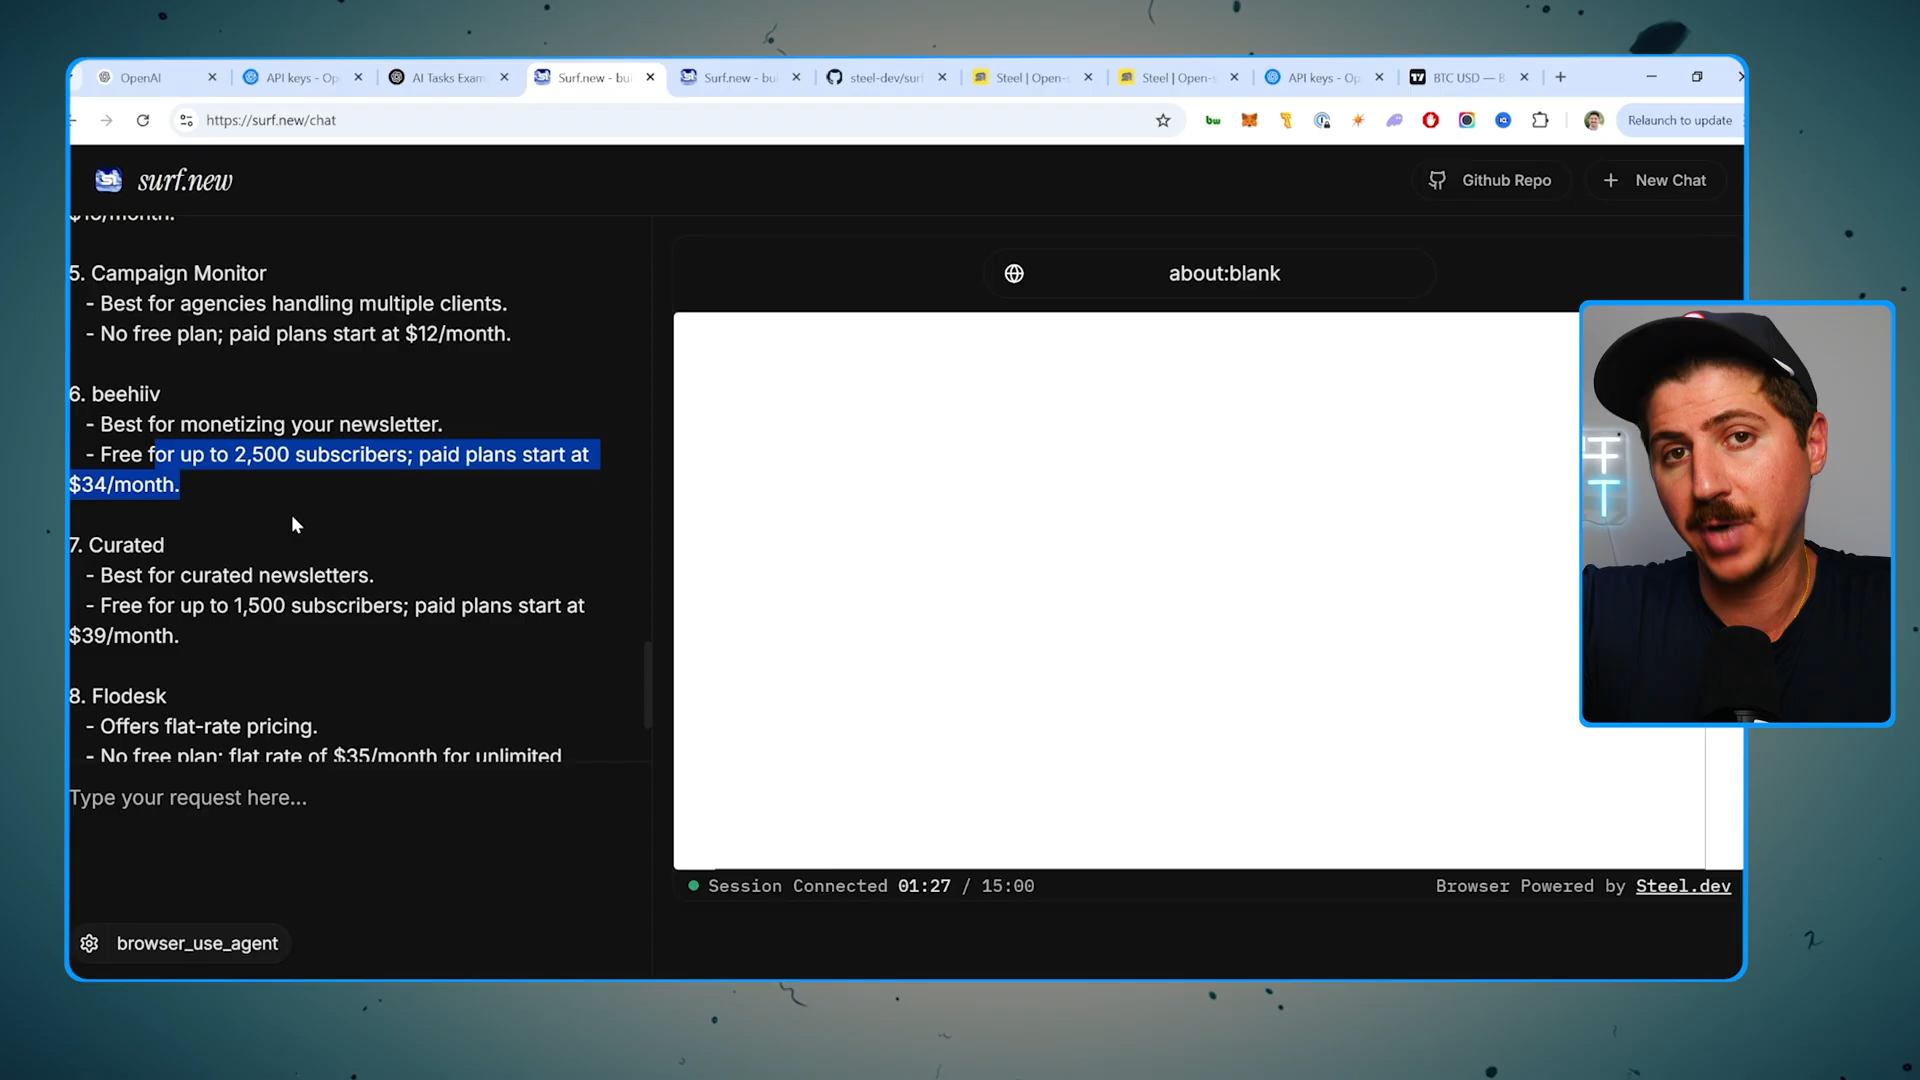 OpenAI
API keys - Op
AI Tasks Exam
Surf.new - bui
Surf.new - bui
steel-dev/surf
Steel | Open-s
Steel | Open-s
API keys - Op
BTC USD — B
https://surf.new/chat
Relaunch to update
surf.new
Github Repo
New Chat
5. Campaign Monitor
- Best for agencies handling multiple clients.
- No free plan; paid plans start at $12/month.
6. beehiiv
- Best for monetizing your newsletter.
- Free for up to 2,500 subscribers; paid plans start at
$34/month.
7. Curated
- Best for curated newsletters.
- Free for up to 1,500 subscribers; paid plans start at
$39/month.
8. Flodesk
- Offers flat-rate pricing.
- No free plan; flat rate of $35/month for unlimited
Type your request here...
browser_use_agent
about:blank
Session Connected 01:27 / 15:00
Browser Powered by Steel.dev